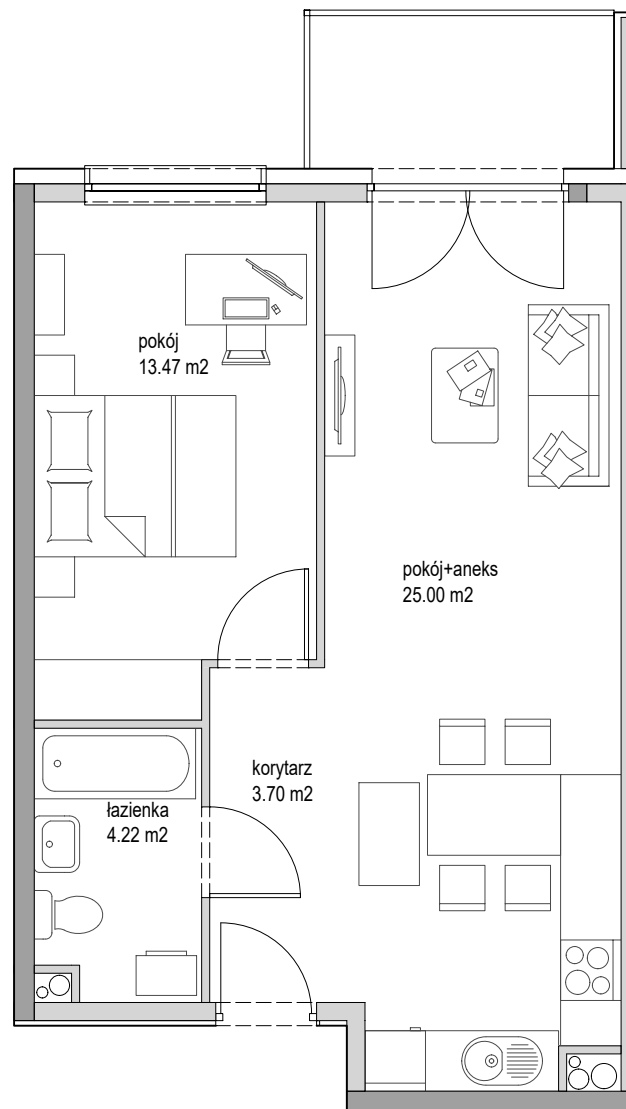 pokój
13.47 m2
pokój+aneks
25.00 m2
korytarz
3.70 m2
łazienka
4.22 m2